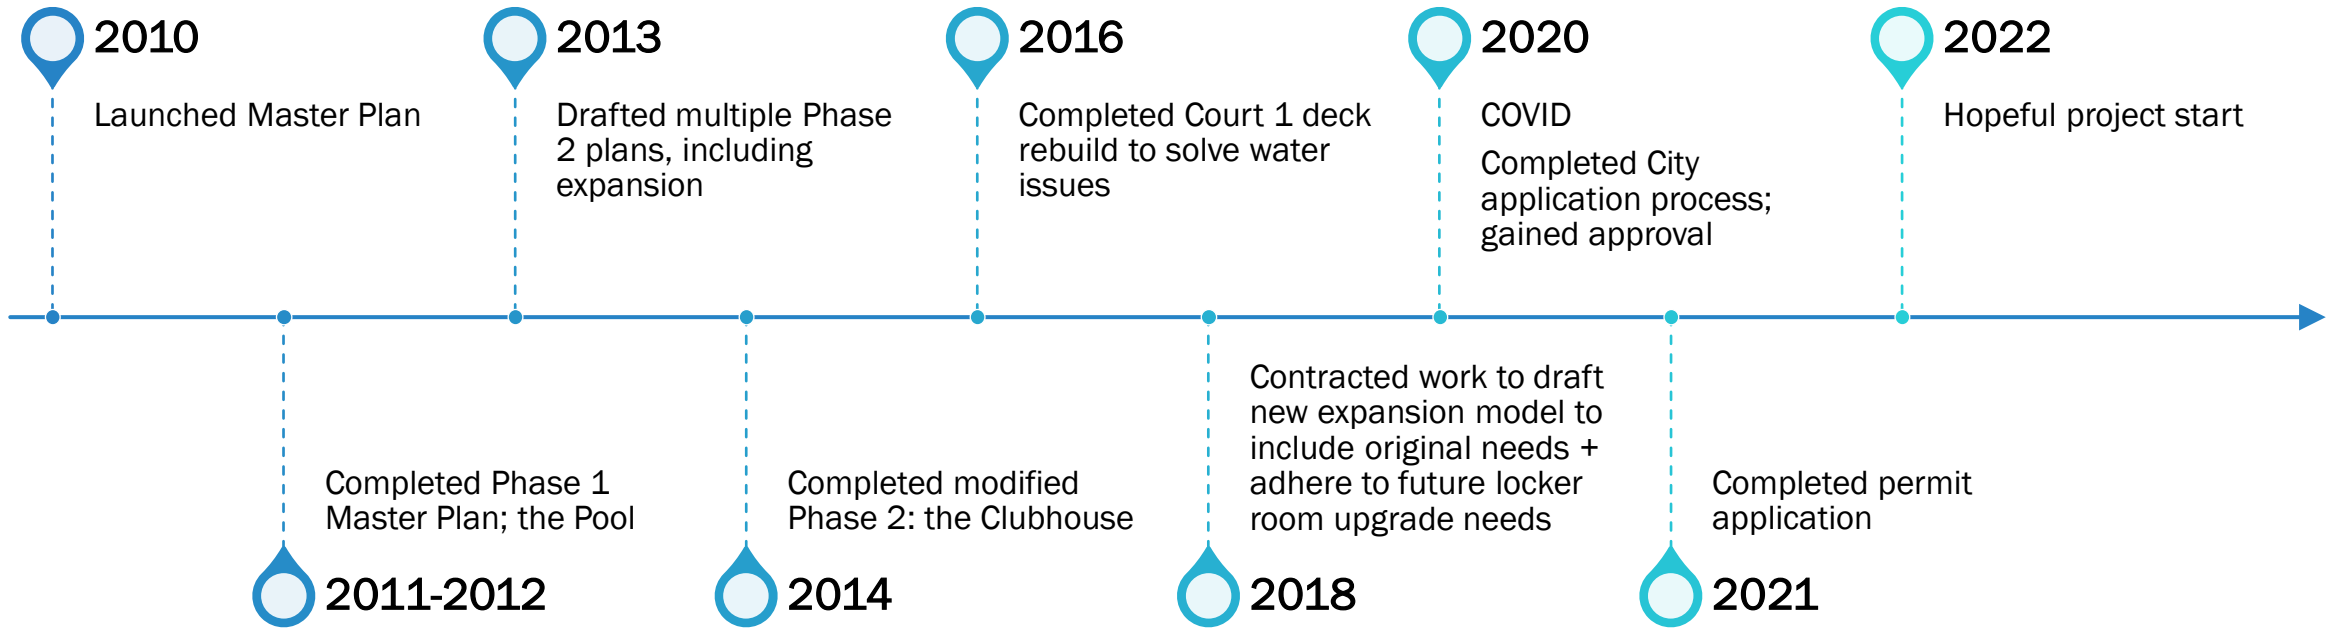 2010
Launched Master Plan
2013
Drafted multiple Phase
2 plans, including
expansion
2016
Completed Court 1 deck
rebuild to solve water
issues
2020
COVID
Completed City
application process;
gained approval
2022
Hopeful project start
Completed Phase 1
Master Plan; the Pool
2011-2012
Completed modified
Phase 2: the Clubhouse
2014
Contracted work to draft
new expansion model to
include original needs +
adhere to future locker
room upgrade needs
2018
Completed permit
application
2021